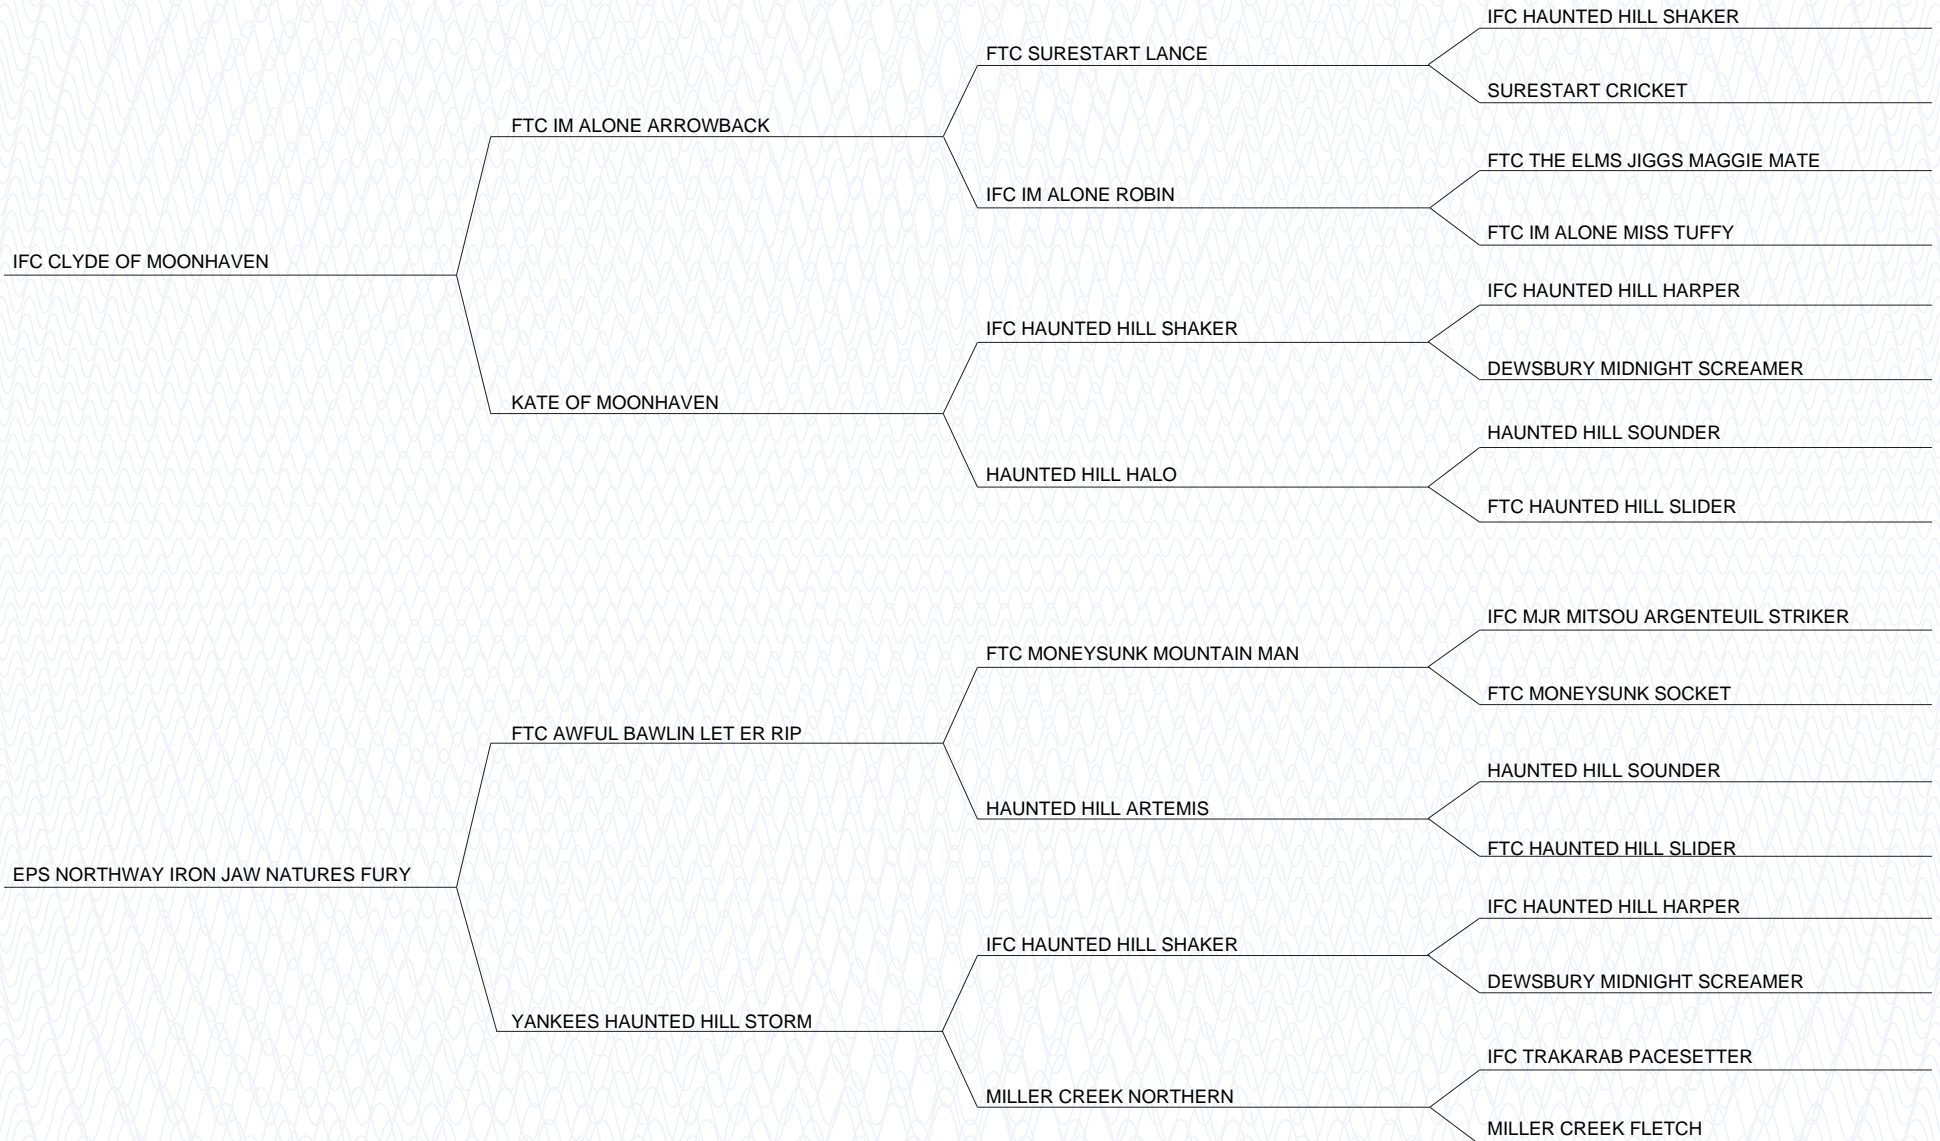 IFC HAUNTED HILL SHAKER
FTC SURESTART LANCE
SURESTART CRICKET
FTC IM ALONE ARROWBACK
FTC THE ELMS JIGGS MAGGIE MATE
IFC IM ALONE ROBIN
FTC IM ALONE MISS TUFFY
IFC CLYDE OF MOONHAVEN
IFC HAUNTED HILL HARPER
IFC HAUNTED HILL SHAKER
DEWSBURY MIDNIGHT SCREAMER
KATE OF MOONHAVEN
HAUNTED HILL SOUNDER
HAUNTED HILL HALO
FTC HAUNTED HILL SLIDER
IFC MJR MITSOU ARGENTEUIL STRIKER
FTC MONEYSUNK MOUNTAIN MAN
FTC MONEYSUNK SOCKET
FTC AWFUL BAWLIN LET ER RIP
HAUNTED HILL SOUNDER
HAUNTED HILL ARTEMIS
FTC HAUNTED HILL SLIDER
EPS NORTHWAY IRON JAW NATURES FURY
IFC HAUNTED HILL HARPER
IFC HAUNTED HILL SHAKER
DEWSBURY MIDNIGHT SCREAMER
YANKEES HAUNTED HILL STORM
IFC TRAKARAB PACESETTER
MILLER CREEK NORTHERN
MILLER CREEK FLETCH